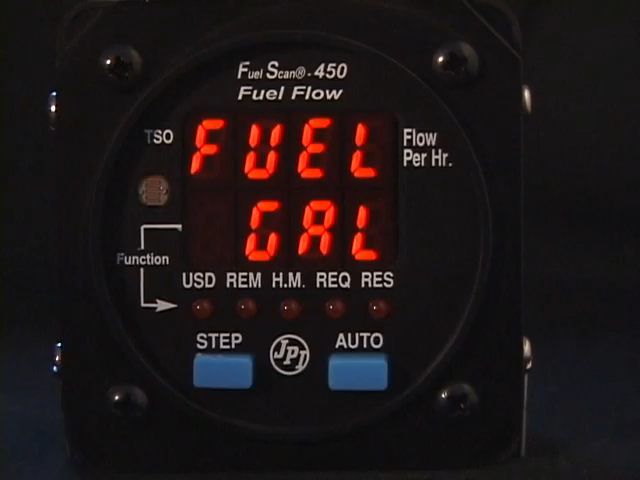 Fuel Scan®-450
Fuel Flow
TSO
FUEL
Flow
Per Hr.
GAL
Function
USD REM H.M. REQ RES
STEP
JPI
AUTO